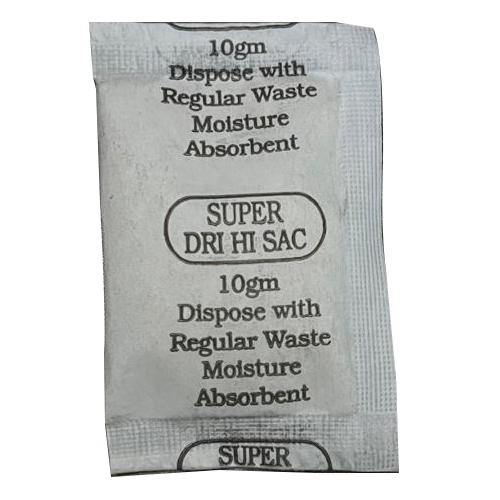 10gm
Dispose with
Regular Waste
Moisture
Absorbent
SUPER
DRI HI SAC
10gm
Dispose with
Regular Waste
Moisture
Absorbent
SUPER